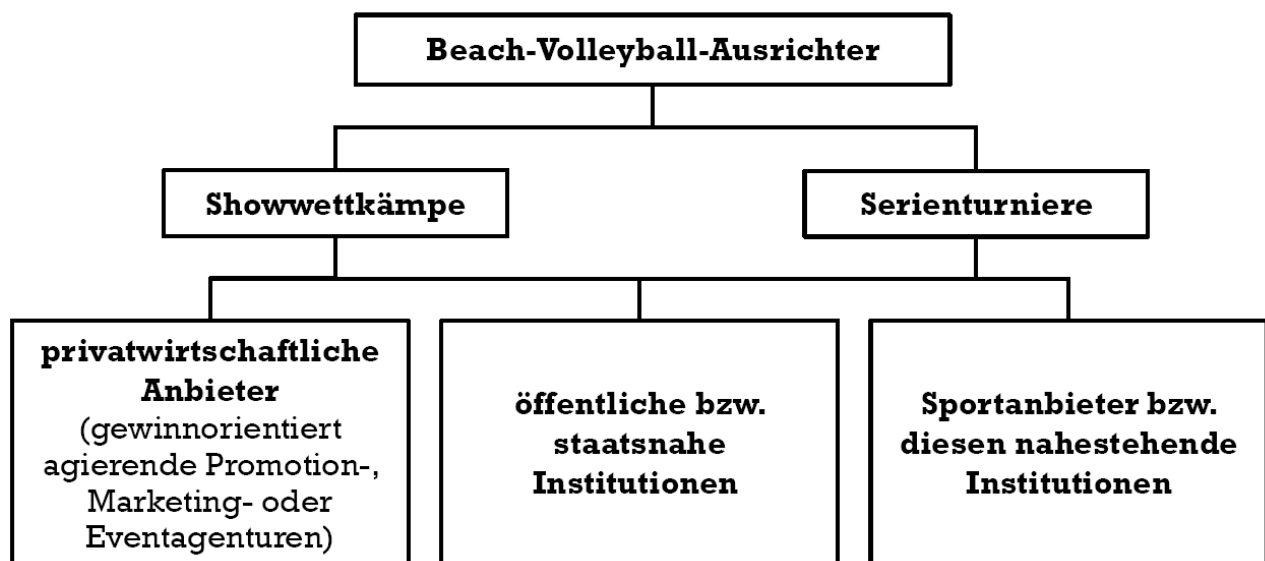 Beach-Volleyball-Ausrichter
Showwettkämpe
Serienturniere
privatwirtschaftliche
Anbieter
(gewinnorientiert
agierende Promotion-,
Marketing- oder
Eventagenturen)
öffentliche bzw.
staatsnahe
Institutionen
Sportanbieter bzw.
diesen nahestehende
Institutionen